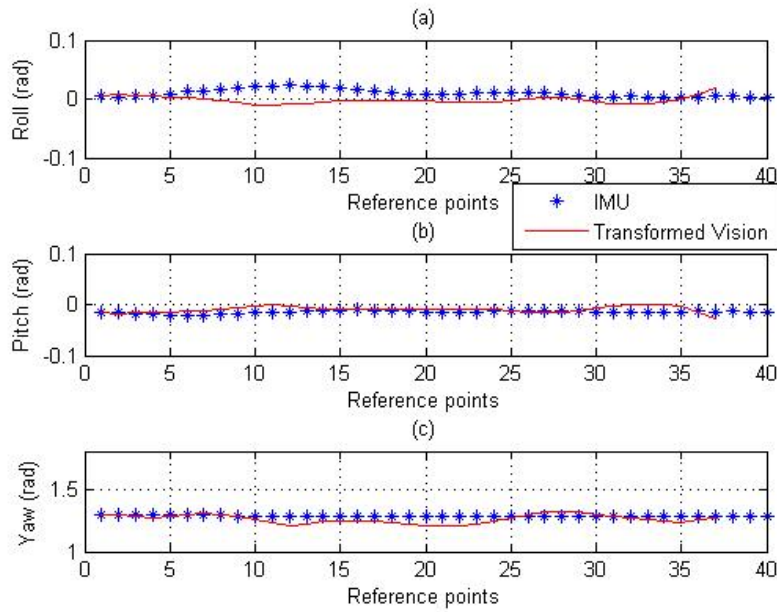 (a)
0.1
0
-0.1
Roll (rad)
0 5 10 15 20 25 30 35 40
Reference points
IMU
Transformed Vision
(b)
0.1
0
-0.1
Pitch (rad)
0 5 10 15 20 25 30 35 40
Reference points
(c)
1.5
1
Yaw (rad)
0 5 10 15 20 25 30 35 40
Reference points